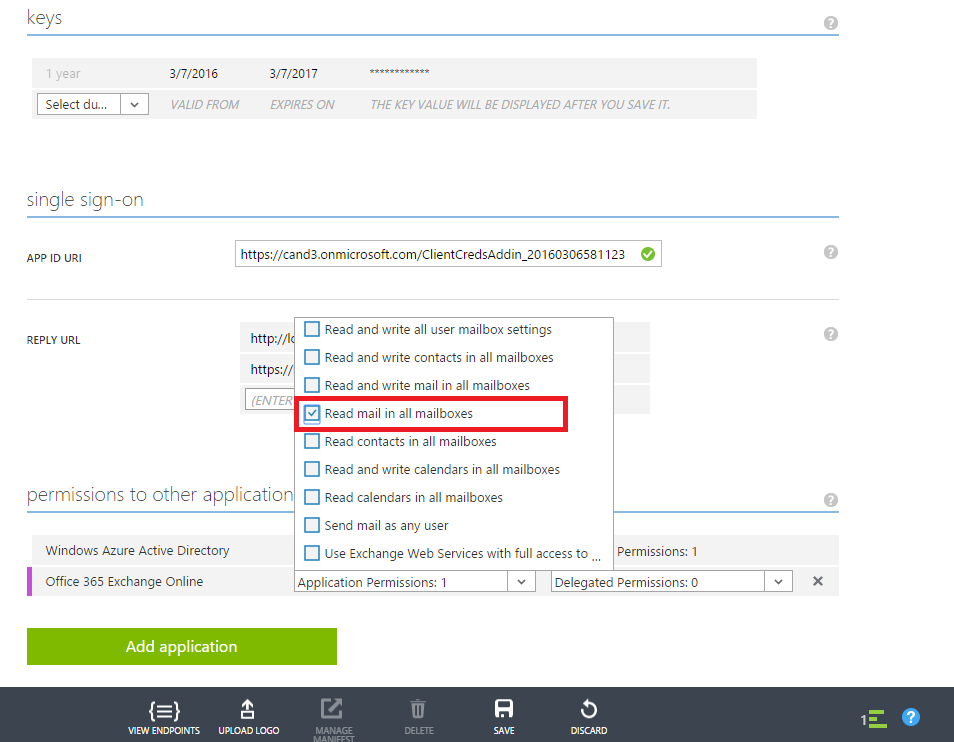 keys
?
1 year 3/7/2016 3/7/2017 ************
Select du... VALID FROM EXPIRES ON THE KEY VALUE WILL BE DISPLAYED AFTER YOU SAVE IT.
single sign-on
APP ID URI https://cand3.onmicrosoft.com/ClientCredsAddin_20160306581123 ?
REPLY URL http://lo ?
https://
(ENTER
Read and write all user mailbox settings
Read and write contacts in all mailboxes
Read and write mail in all mailboxes
Read mail in all mailboxes
Read contacts in all mailboxes
Read and write calendars in all mailboxes
Read calendars in all mailboxes
Send mail as any user
Use Exchange Web Services with full access to ...
permissions to other application ?
Windows Azure Active Directory Permissions: 1
Office 365 Exchange Online Application Permissions: 1 Delegated Permissions: 0
Add application
VIEW ENDPOINTS UPLOAD LOGO MANAGE MANIFEST DELETE SAVE DISCARD 1 ?